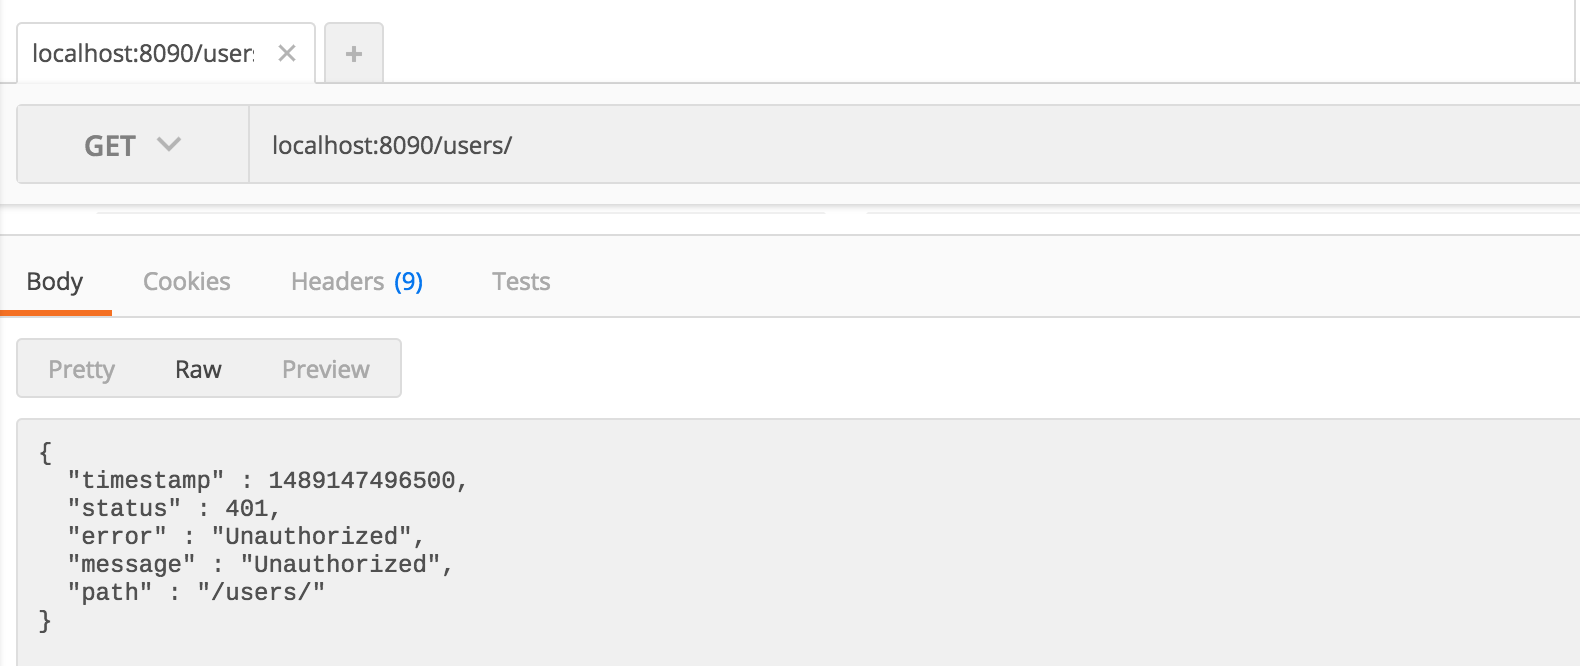 localhost:8090/user
GET localhost:8090/users/
Body Cookies Headers (9) Tests
Pretty Raw Preview
{
"timestamp" : 1489147496500,
"status" : 401,
"error" : "Unauthorized",
"message" : "Unauthorized",
"path" : "/users/"
}